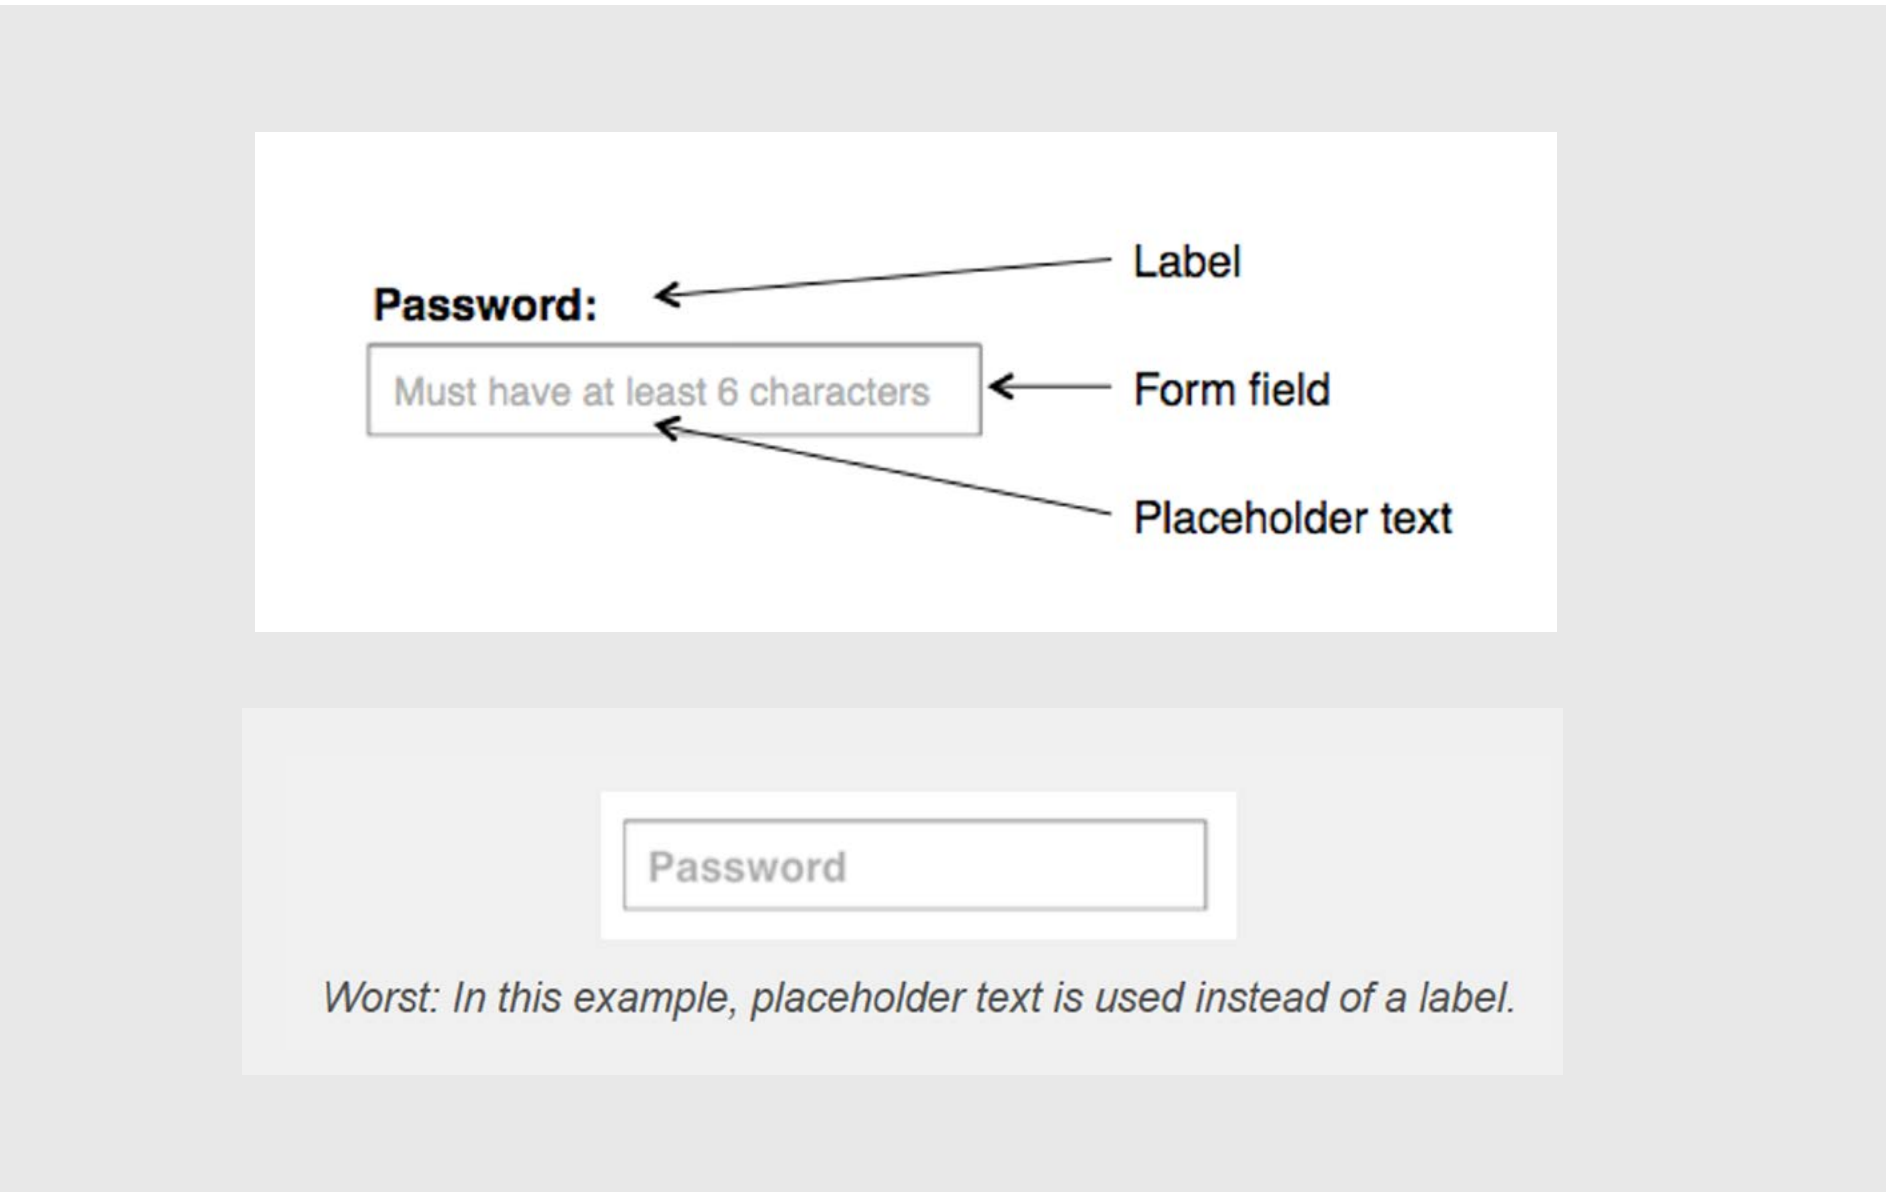 Label
Password:
Must have at least 6 characters
Form field
Placeholder text
Password
Worst: In this example, placeholder text is used instead of a label.